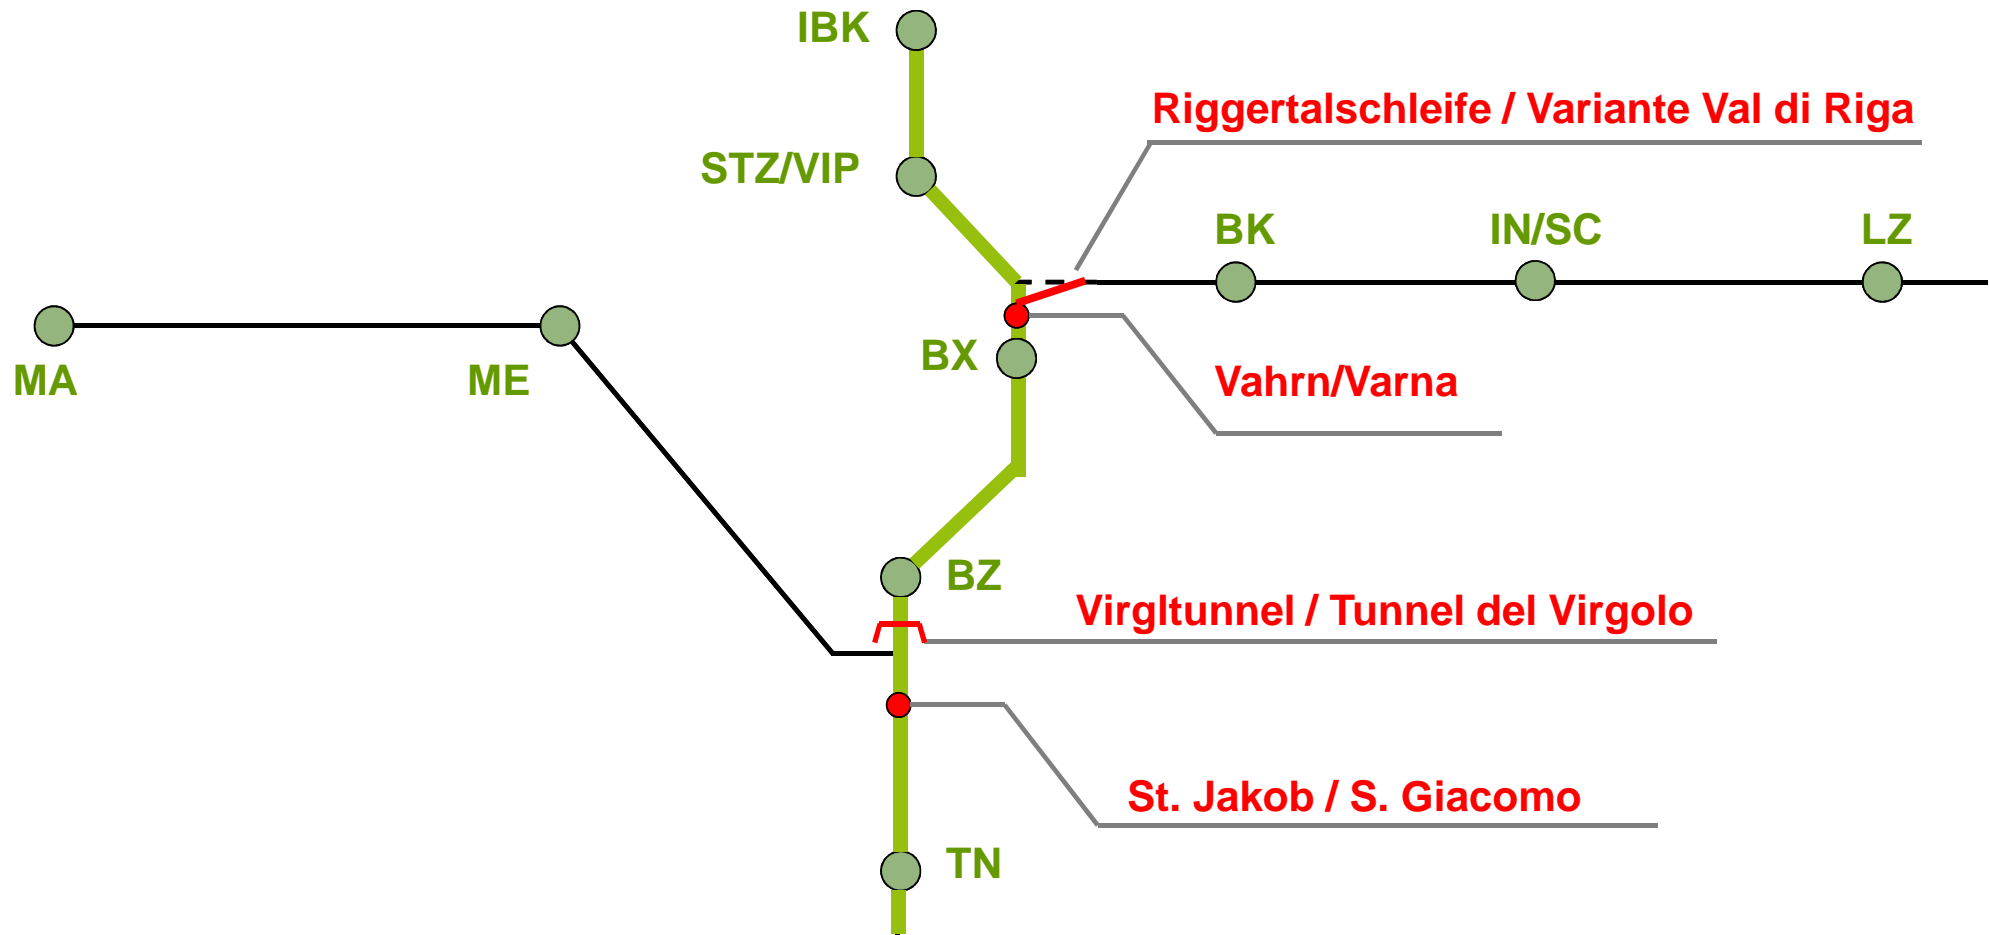 IBK
Riggertalschleife / Variante Val di Riga
STZ/VIP
BK
IN/SC
LZ
BX
MA
ME
Vahrn/Varna
BZ
Virgltunnel / Tunnel del Virgolo
St. Jakob / S. Giacomo
TN